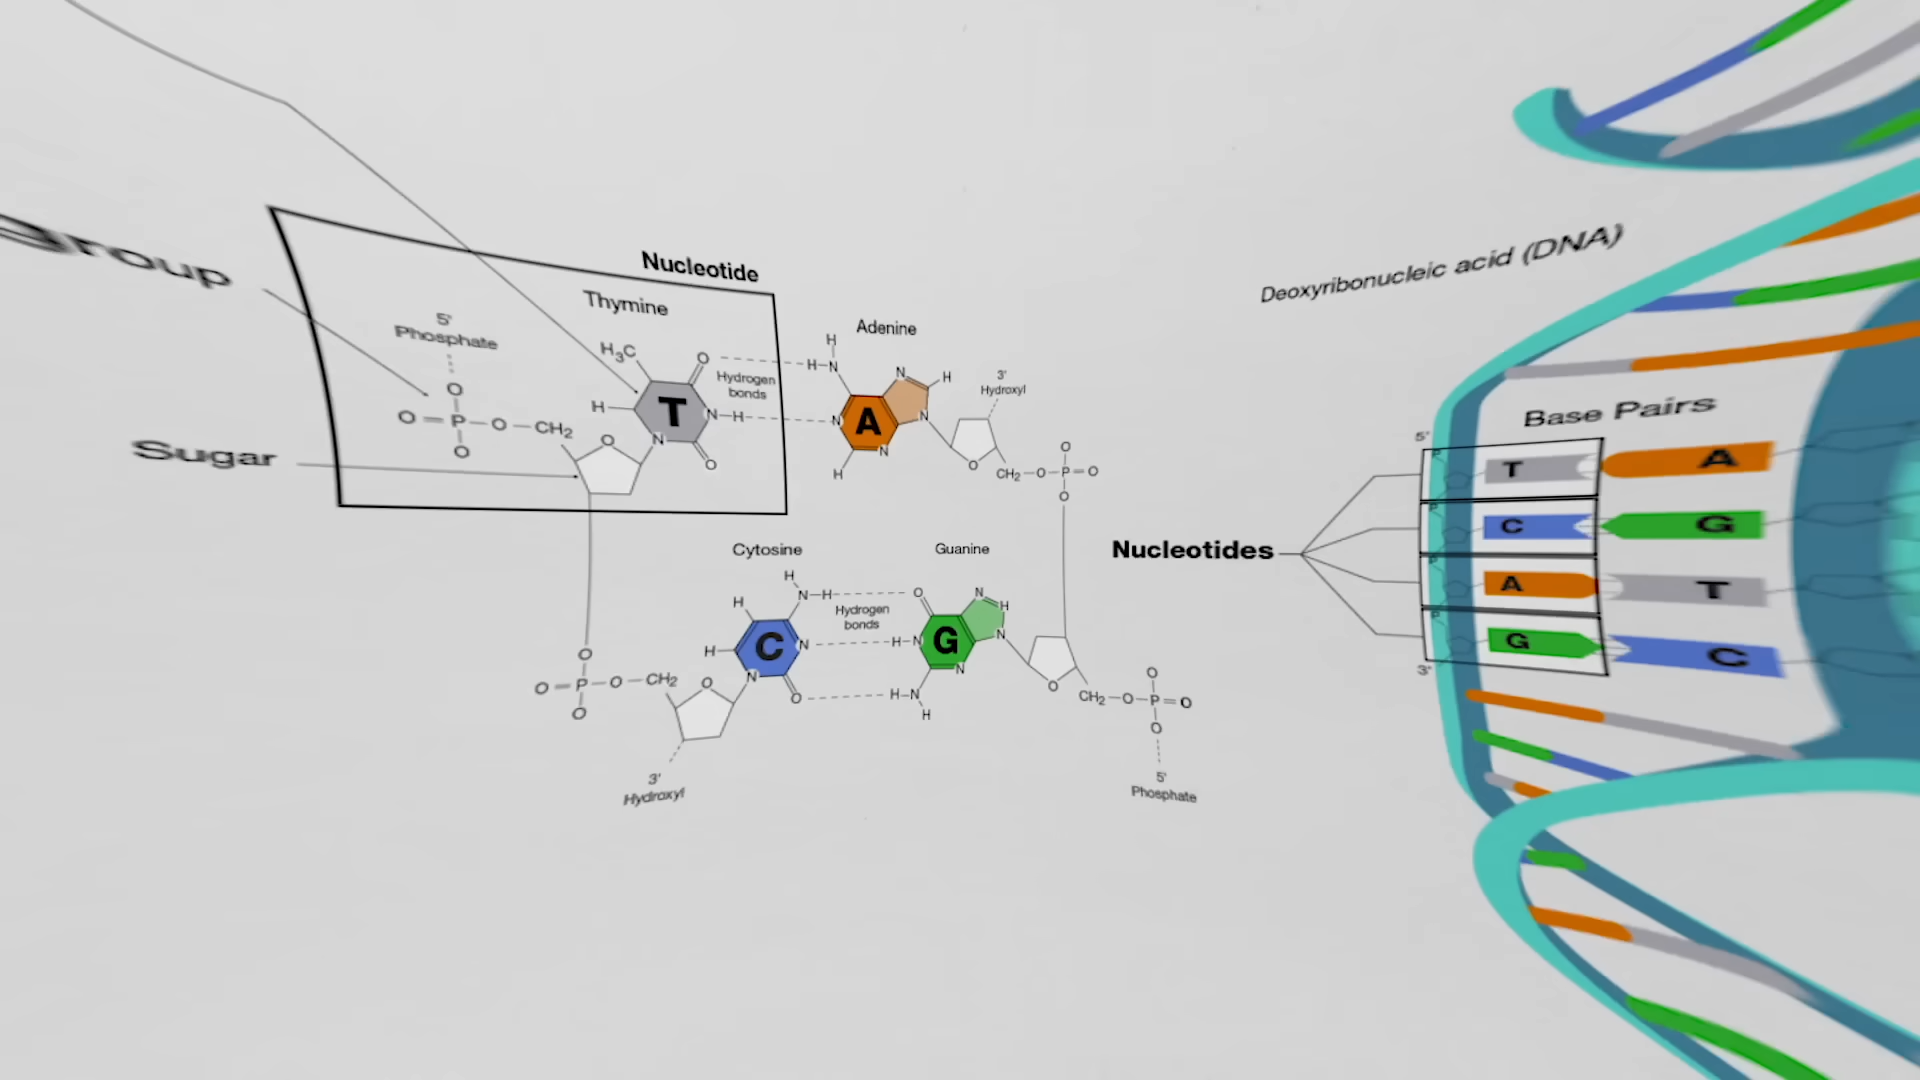 group
Sugar
Nucleotide
Thymine
5'
Phosphate
H₃C
O
O
O
P
O
CH₂
O
H
T
N
H
O
N
O
Hydrogen
bonds
Adenine
H
H
N
N
H
N
A
N
N
H
3'
Hydroxyl
O
CH₂
O
P
O
O
O
Cytosine
H
N
H
H
H
C
N
N
O
Hydrogen
bonds
Guanine
O
N
H
H
N
G
N
N
H
N
H
O
O
P
O
CH₂
O
O
3'
Hydroxyl
O
CH₂
O
P
O
O
O
5'
Phosphate
Deoxyribonucleic acid (DNA)
Base Pairs
Nucleotides
5'
P
T
A
P
C
G
P
A
T
P
G
C
3'